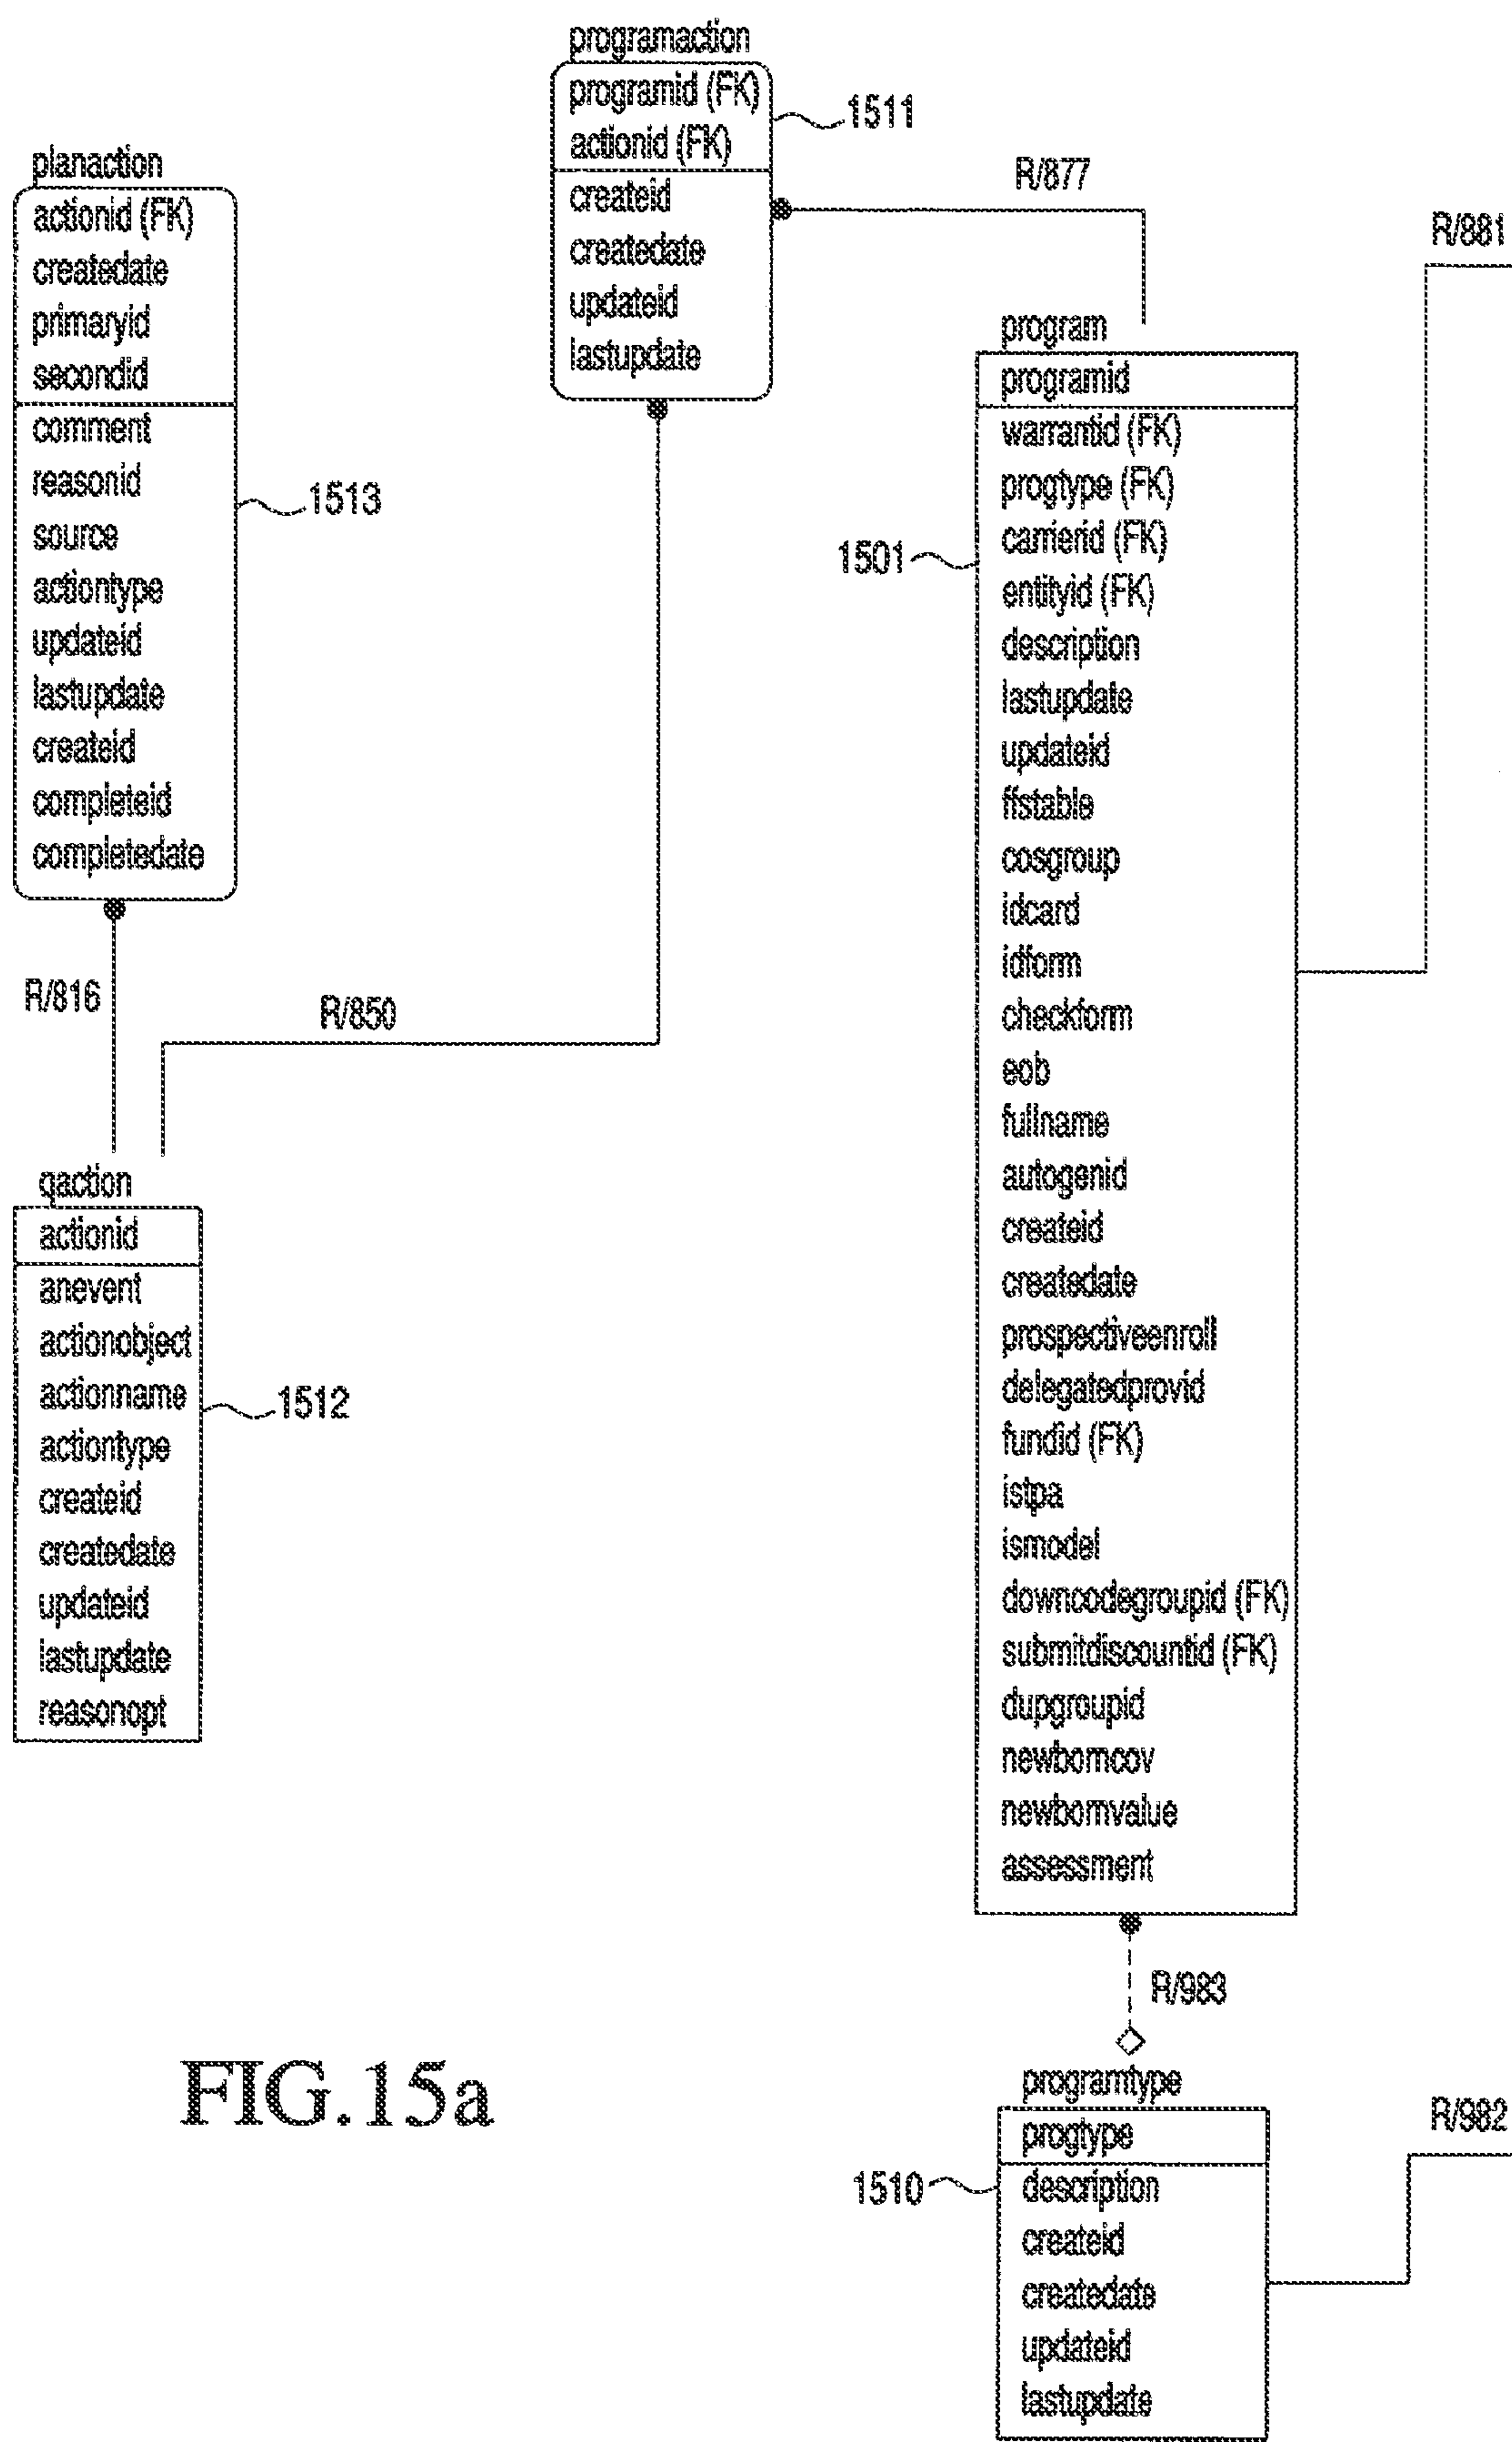 programaction
programid (FK)
actionid (FK)
createid
createdate
updateid
lastupdate
1511
R/877
R/881
planaction
actionid (FK)
createdate
primaryid
secondid
comment
reasonid
source
actiontype
updateid
lastupdate
createid
completeid
completedate
1513
R/816
R/850
qaction
actionid
anevent
actionobject
actionname
actiontype
createid
createdate
updateid
lastupdate
reasonopt
1512
program
programid
warrantid (FK)
progtype (FK)
carrierid (FK)
entityid (FK)
description
lastupdate
updateid
ffstable
cosgroup
idcard
idform
checkform
eob
fullname
autogenid
createid
createdate
prospectiveenroll
delegatedprovid
fundid (FK)
istpa
ismodel
downcodegroupid (FK)
submitdiscountid (FK)
dupgroupid
newborncov
newbornvalue
assessment
1501
R/983
programtype
progtype
description
createid
createdate
updateid
lastupdate
1510
R/982
FIG.15a